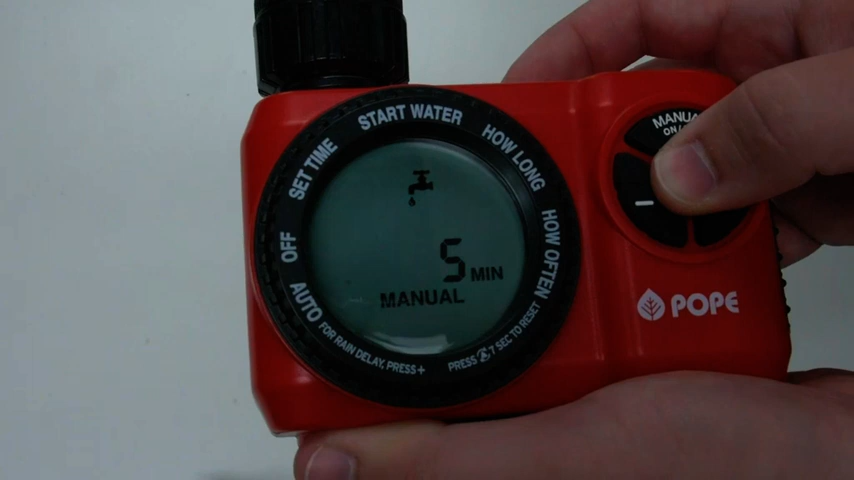 START WATER
HOW LONG
HOW OFTEN
SET TIME
OFF
AUTO
FOR RAIN DELAY, PRESS+
PRESS 7 SEC TO RESET
5 MIN
MANUAL
MANUAL
ON/
−
POPE